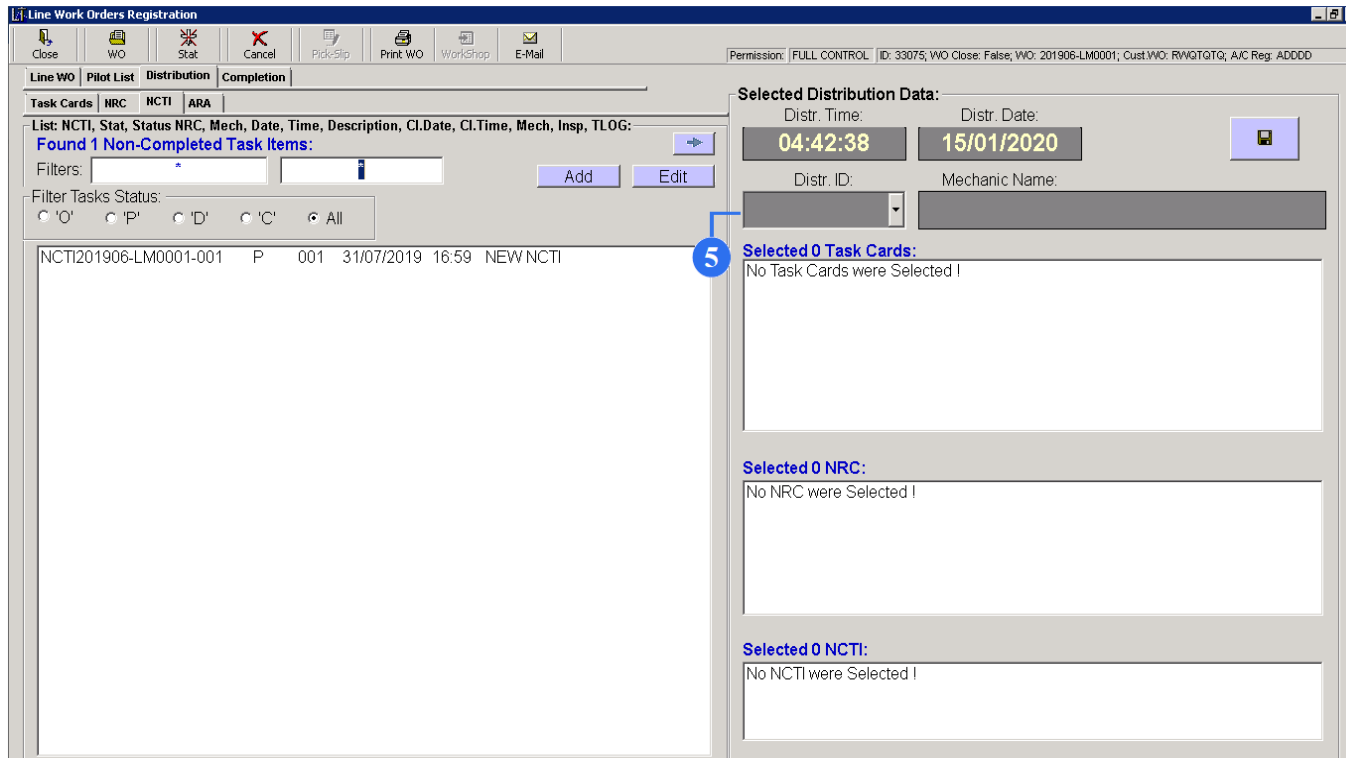 Line Work Orders Registration
Close WO Stat Cancel Pick-Slip Print WO WorkShop E-Mail
Permission: FULL CONTROL ID: 33075; WO Close: False; WO: 201906-LM0001; Cust.WO: RWQTQTQ; A/C Reg: ADDDD
Line WO Pilot List Distribution Completion
Task Cards NRC NCTI ARA
List: NCTI, Stat, Status NRC, Mech, Date, Time, Description, Cl.Date, Cl.Time, Mech, Insp, TLOG:
Found 1 Non-Completed Task Items:
Filters: * *
Add Edit
Filter Tasks Status:
'O' 'P' 'D' 'C' All
NCTI201906-LM0001-001 P 001 31/07/2019 16:59 NEW NCTI
Selected Distribution Data:
Distr. Time: Distr. Date:
04:42:38 15/01/2020
Distr. ID: Mechanic Name:
5
Selected 0 Task Cards:
No Task Cards were Selected !
Selected 0 NRC:
No NRC were Selected !
Selected 0 NCTI:
No NCTI were Selected !